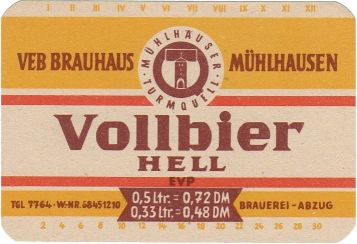 I II III IV V VI VII VIII IX X XI XII
VEB BRAUHAUS MÜHLHAUSEN
MÜHLHÄUSER
TURMQUELL
Vollbier
HELL
EVP
TGL 7764 · W.-NR. 68451210
0,5 Ltr. = 0,72 DM
0,33 Ltr. = 0,48 DM
BRAUEREI-ABZUG
2 4 6 8 10 12 14 16 18 20 22 24 26 28 30